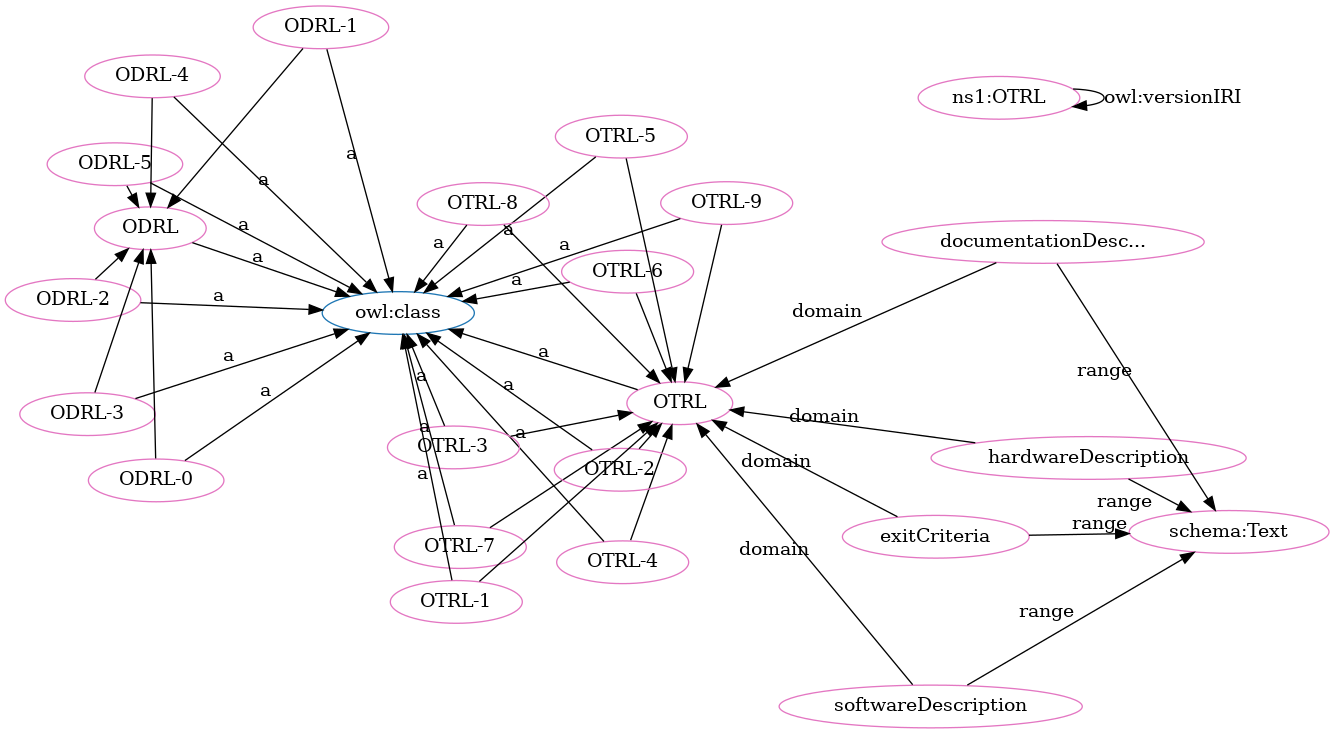 ODRL-1
ODRL-4
ns1:OTRL
owl:versionIRI
OTRL-5
a
ODRL-5
a
OTRL-8
OTRL-9
ODRL
a
a
a
a
documentationDesc...
a
OTRL-6
a
ODRL-2
a
owl:class
domain
a
a
range
a
a
a
OTRL
ODRL-3
domain
a
a
OTRL-3
hardwareDescription
domain
OTRL-2
a
ODRL-0
range
range
schema:Text
exitCriteria
OTRL-7
domain
OTRL-4
OTRL-1
range
softwareDescription